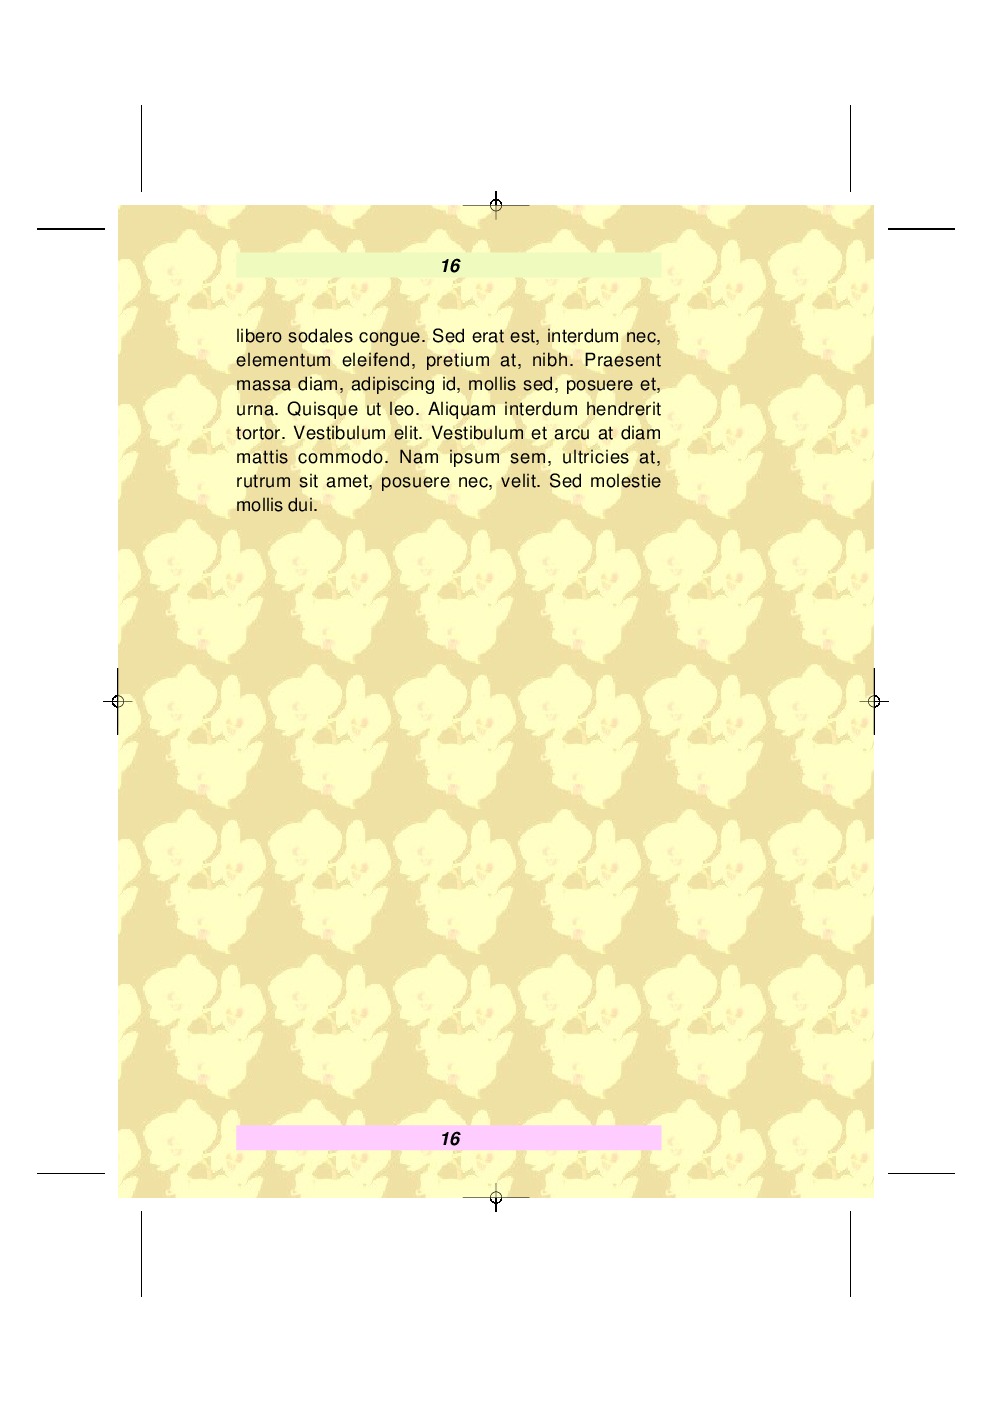 16
libero sodales congue. Sed erat est, interdum nec,
elementum eleifend, pretium at, nibh. Praesent
massa diam, adipiscing id, mollis sed, posuere et,
urna. Quisque ut leo. Aliquam interdum hendrerit
tortor. Vestibulum elit. Vestibulum et arcu at diam
mattis commodo. Nam ipsum sem, ultricies at,
rutrum sit amet, posuere nec, velit. Sed molestie
mollis dui.
16